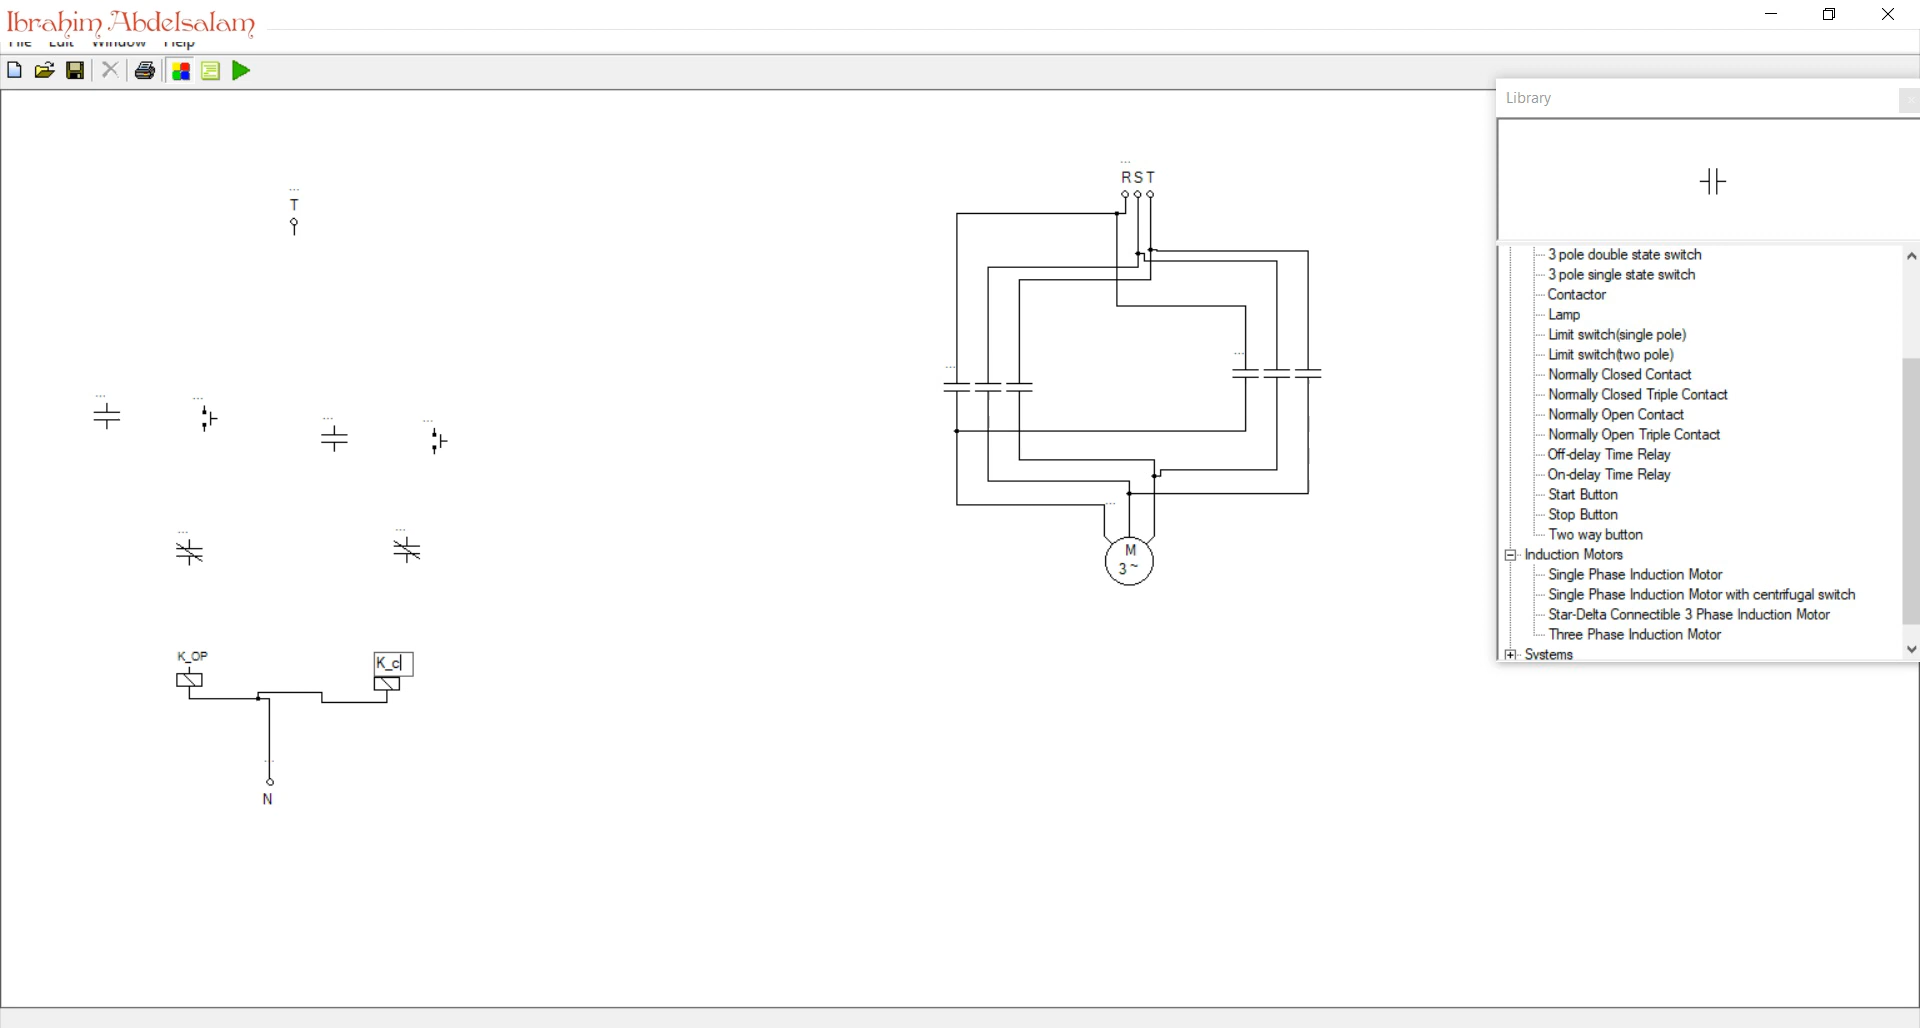 Ibrahim Abdelsalam
File Edit Window Help
Library
T
R S T
3 pole double state switch
3 pole single state switch
Contactor
Lamp
Limit switch(single pole)
Limit switch(two pole)
Normally Closed Contact
Normally Closed Triple Contact
Normally Open Contact
Normally Open Triple Contact
Off-delay Time Relay
On-delay Time Relay
Start Button
Stop Button
Two way button
Induction Motors
Single Phase Induction Motor
Single Phase Induction Motor with centrifugal switch
Star-Delta Connectible 3 Phase Induction Motor
Three Phase Induction Motor
Systems
M
3 ~
K_OP
K_c
N